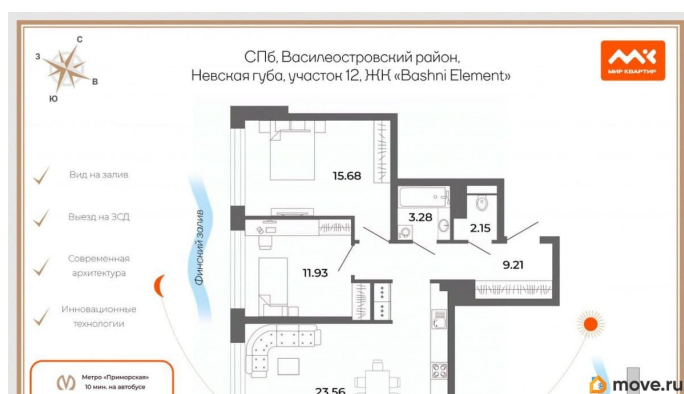 С
З
В
Ю
СПб, Василеостровский район,
Невская губа, участок 12, ЖК «Bashni Element»
МИР КВАРТИР
Вид на залив
Выезд на ЗСД
Современная
архитектура
Инновационные
технологии
Метро «Приморская»
10 мин. на автобусе
Финский залив
15.68
3.28
2.15
11.93
9.21
23.56
move.ru